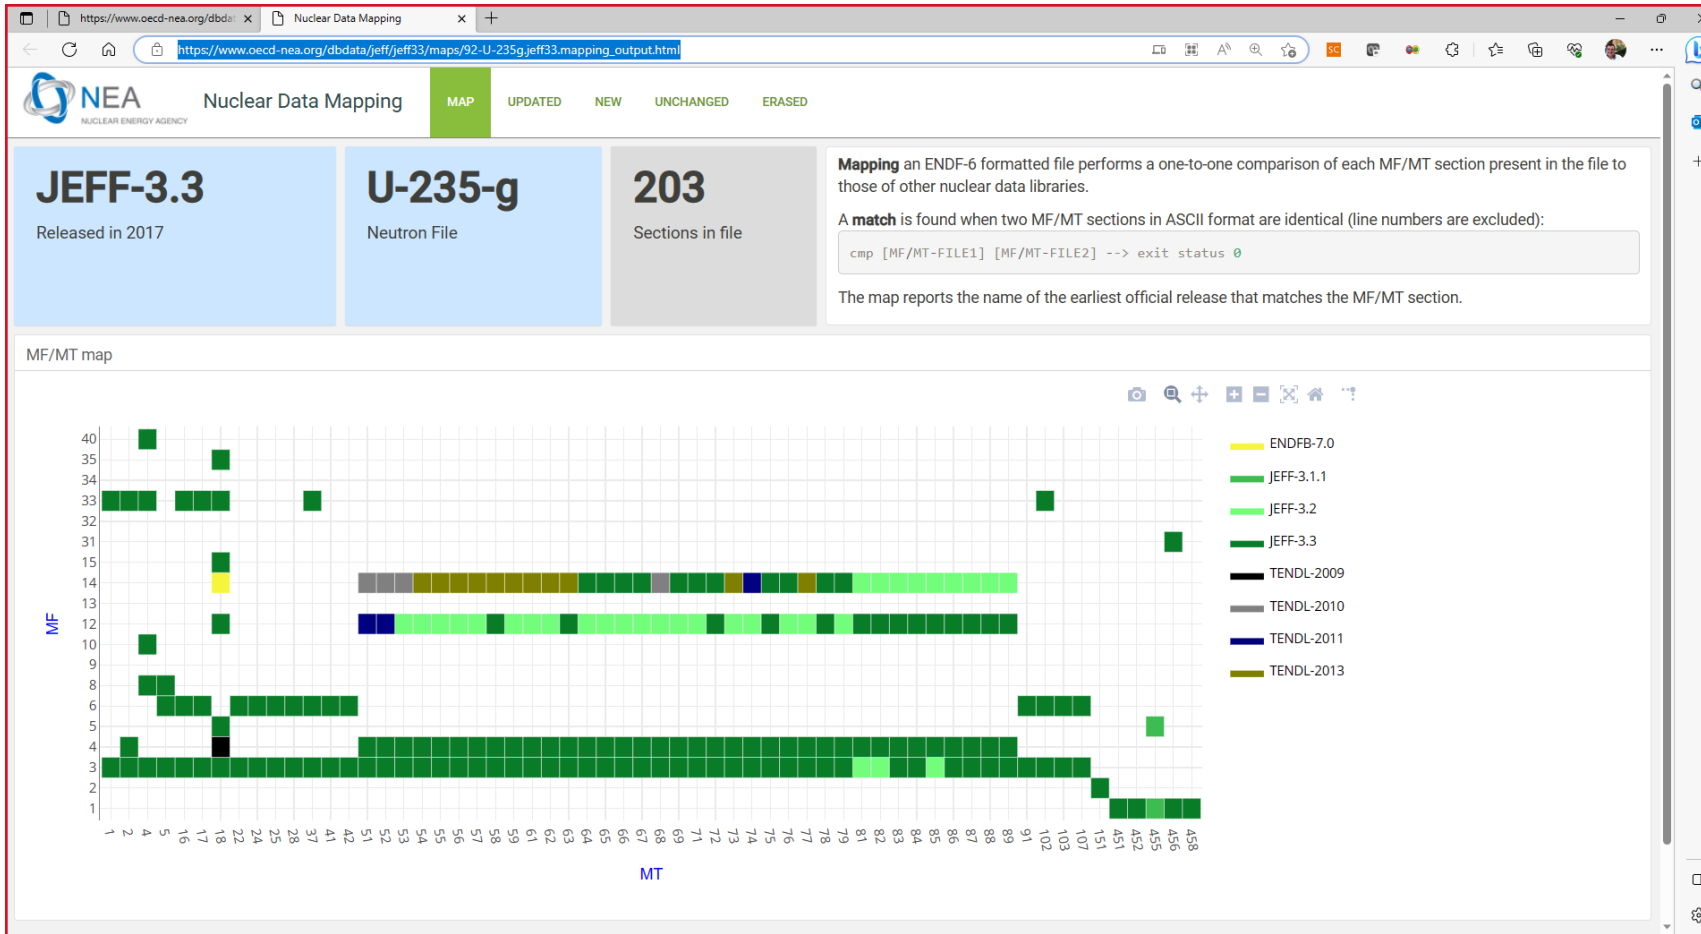 https://www.oecd-nea.org/dbdat
Nuclear Data Mapping
https://www.oecd-nea.org/dbdata/jeff/jeff33/maps/92-U-235g.jeff33.mapping_output.html
SC
NEA
NUCLEAR ENERGY AGENCY
Nuclear Data Mapping
MAP UPDATED NEW UNCHANGED ERASED
JEFF-3.3
Released in 2017
U-235-g
Neutron File
203
Sections in file
Mapping an ENDF-6 formatted file performs a one-to-one comparison of each MF/MT section present in the file to
those of other nuclear data libraries.
A match is found when two MF/MT sections in ASCII format are identical (line numbers are excluded):
cmp [MF/MT-FILE1] [MF/MT-FILE2] --> exit status 0
The map reports the name of the earliest official release that matches the MF/MT section.
MF/MT map
40
35
34
33
32
31
15
14
13
12
10
9
8
6
5
4
3
2
1
MF
1 2 4 5 16 17 18 22 24 25 28 37 41 42 51 52 53 54 55 56 57 58 59 61 62 63 64 65 66 67 68 69 71 72 73 74 75 76 77 78 79 81 82 83 84 85 86 87 88 89 91 102 103 107 151 451 452 455 456 458
MT
ENDFB-7.0
JEFF-3.1.1
JEFF-3.2
JEFF-3.3
TENDL-2009
TENDL-2010
TENDL-2011
TENDL-2013